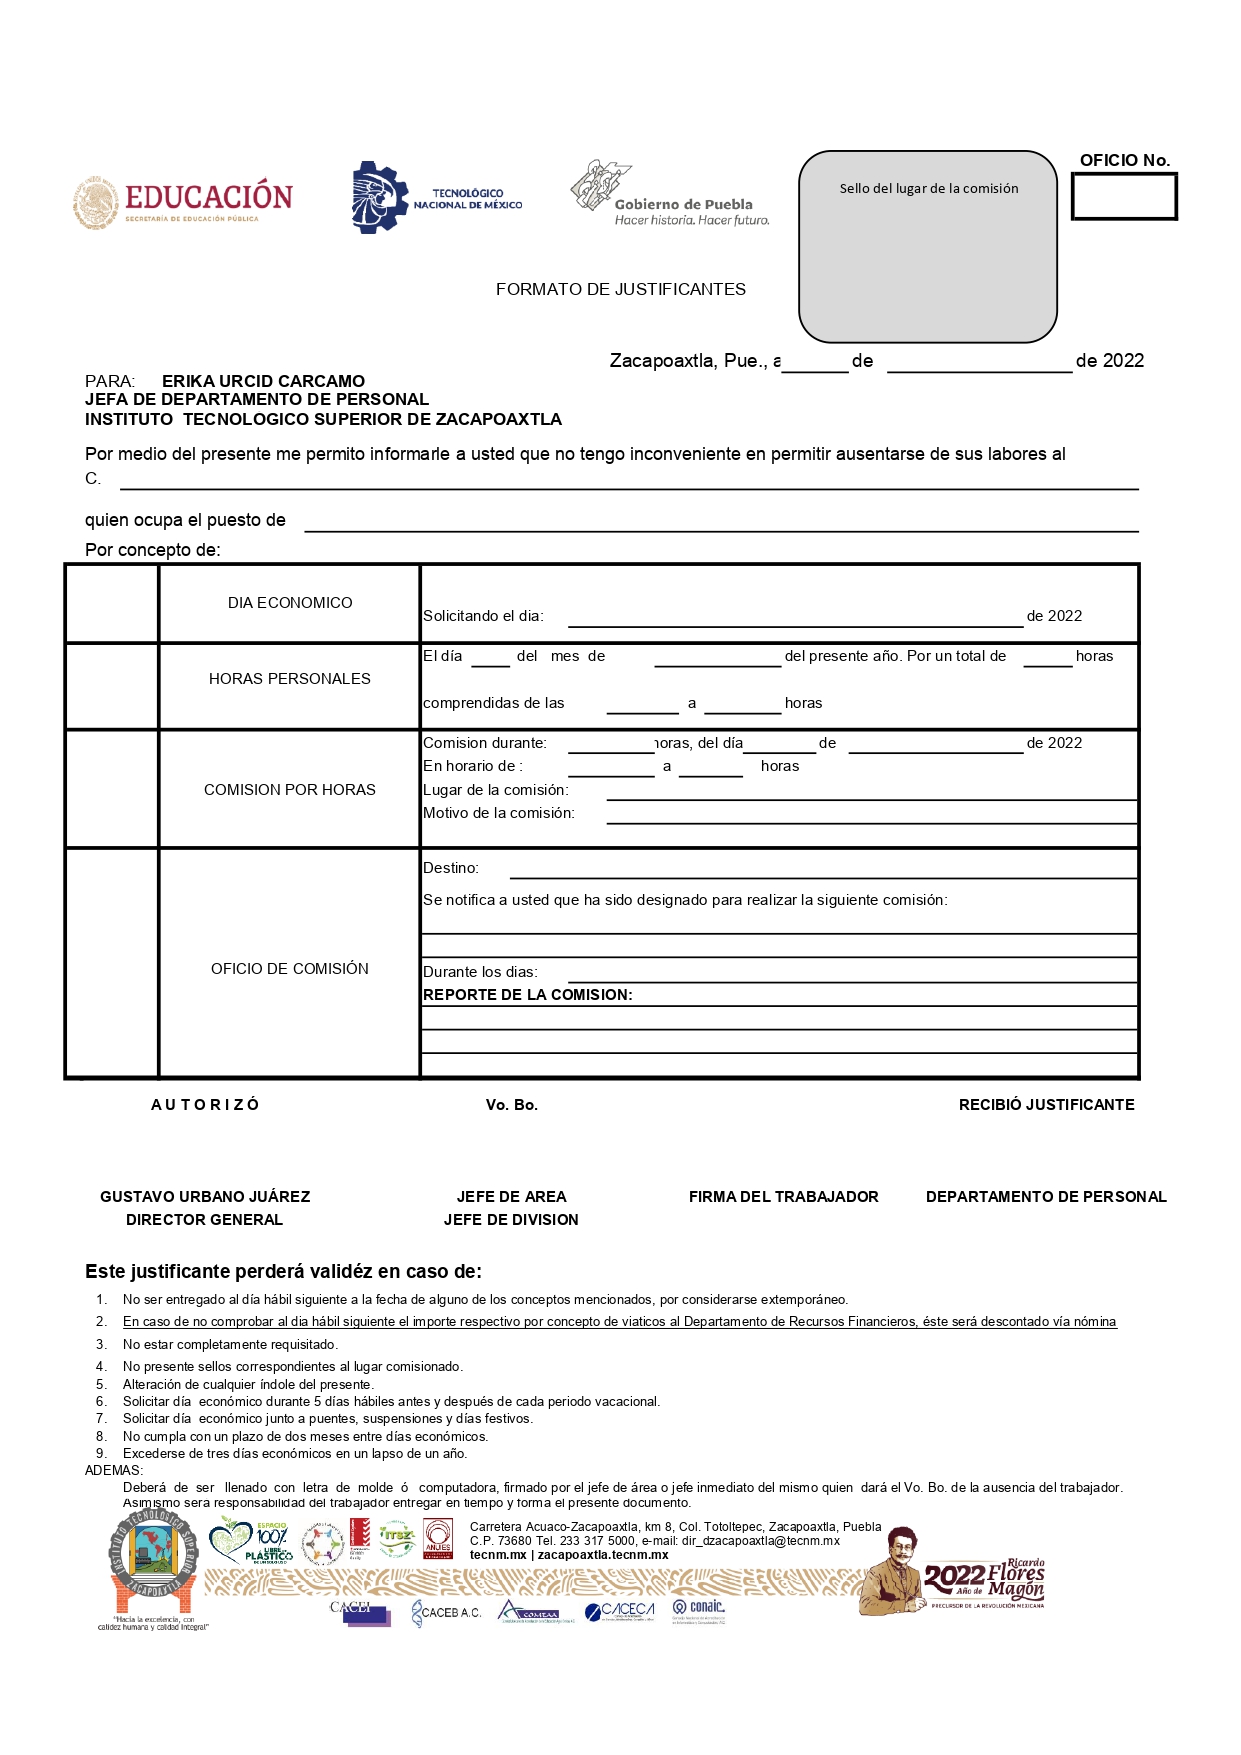 EDUCACIÓN
SECRETARÍA DE EDUCACIÓN PÚBLICA
TECNOLÓGICO
NACIONAL DE MÉXICO
Gobierno de Puebla
Hacer historia. Hacer futuro.
Sello del lugar de la comisión
OFICIO No.
FORMATO DE JUSTIFICANTES
Zacapoaxtla, Pue., a de de 2022
PARA: ERIKA URCID CARCAMO
JEFA DE DEPARTAMENTO DE PERSONAL
INSTITUTO TECNOLOGICO SUPERIOR DE ZACAPOAXTLA
Por medio del presente me permito informarle a usted que no tengo inconveniente en permitir ausentarse de sus labores al
C.
quien ocupa el puesto de
Por concepto de:
DIA ECONOMICO
Solicitando el dia: de 2022
HORAS PERSONALES
El día del mes de del presente año. Por un total de horas
comprendidas de las a horas
COMISION POR HORAS
Comision durante: horas, del día de de 2022
En horario de : a horas
Lugar de la comisión:
Motivo de la comisión:
OFICIO DE COMISIÓN
Destino:
Se notifica a usted que ha sido designado para realizar la siguiente comisión:
Durante los dias:
REPORTE DE LA COMISION:
A U T O R I Z Ó Vo. Bo. RECIBIÓ JUSTIFICANTE
GUSTAVO URBANO JUÁREZ JEFE DE AREA FIRMA DEL TRABAJADOR DEPARTAMENTO DE PERSONAL
DIRECTOR GENERAL JEFE DE DIVISION
Este justificante perderá validéz en caso de:
1. No ser entregado al día hábil siguiente a la fecha de alguno de los conceptos mencionados, por considerarse extemporáneo.
2. En caso de no comprobar al dia hábil siguiente el importe respectivo por concepto de viaticos al Departamento de Recursos Financieros, éste será descontado vía nómina
3. No estar completamente requisitado.
4. No presente sellos correspondientes al lugar comisionado.
5. Alteración de cualquier índole del presente.
6. Solicitar día económico durante 5 días hábiles antes y después de cada periodo vacacional.
7. Solicitar día económico junto a puentes, suspensiones y días festivos.
8. No cumpla con un plazo de dos meses entre días económicos.
9. Excederse de tres días económicos en un lapso de un año.
ADEMAS:
Deberá de ser llenado con letra de molde ó computadora, firmado por el jefe de área o jefe inmediato del mismo quien dará el Vo. Bo. de la ausencia del trabajador.
Asimismo será responsabilidad del trabajador entregar en tiempo y forma el presente documento.
INSTITUTO TECNOLÓGICO SUPERIOR
ZACAPOAXTLA
"Hacia la excelencia, con
calidez humana y calidad integral"
ESPACIO
100%
LIBRE DE
PLÁSTICO
ITSZ
ANJES
Carretera Acuaco-Zacapoaxtla, km 8, Col. Totoltepec, Zacapoaxtla, Puebla
C.P. 73680 Tel. 233 317 5000, e-mail: dir_dzacapoaxtla@tecnm.mx
tecnm.mx | zacapoaxtla.tecnm.mx
CACEI
CACEB A.C.
COMEAA
CACECA
conaic
2022 Ricardo
Flores
Año de Magón
PRECURSOR DE LA REVOLUCIÓN MEXICANA